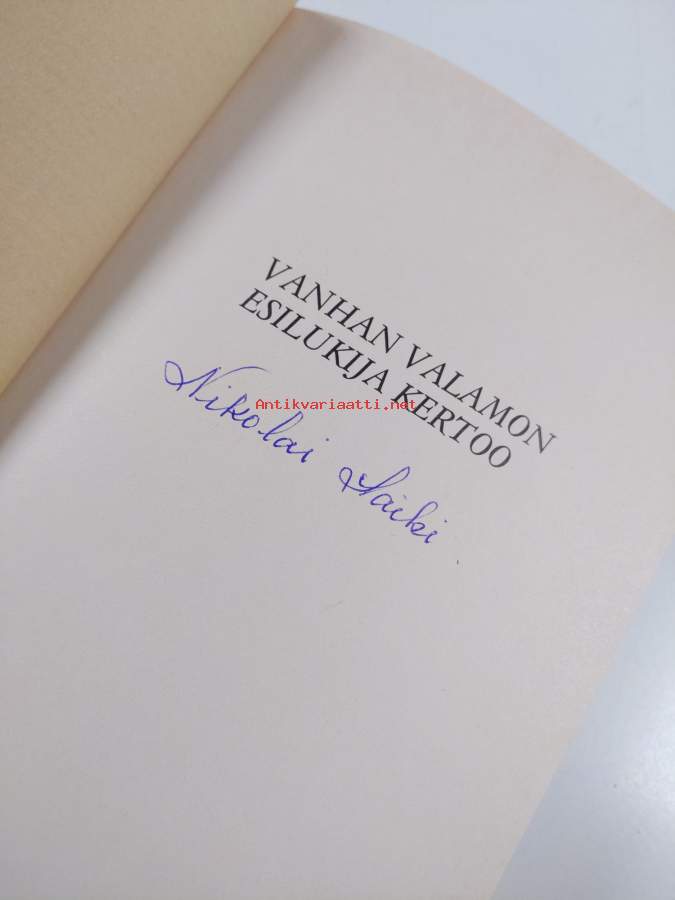 VANHAN VALAMON
ESILUKIJA KERTOO
Antikvariaatti.net
Nikolai Saiki